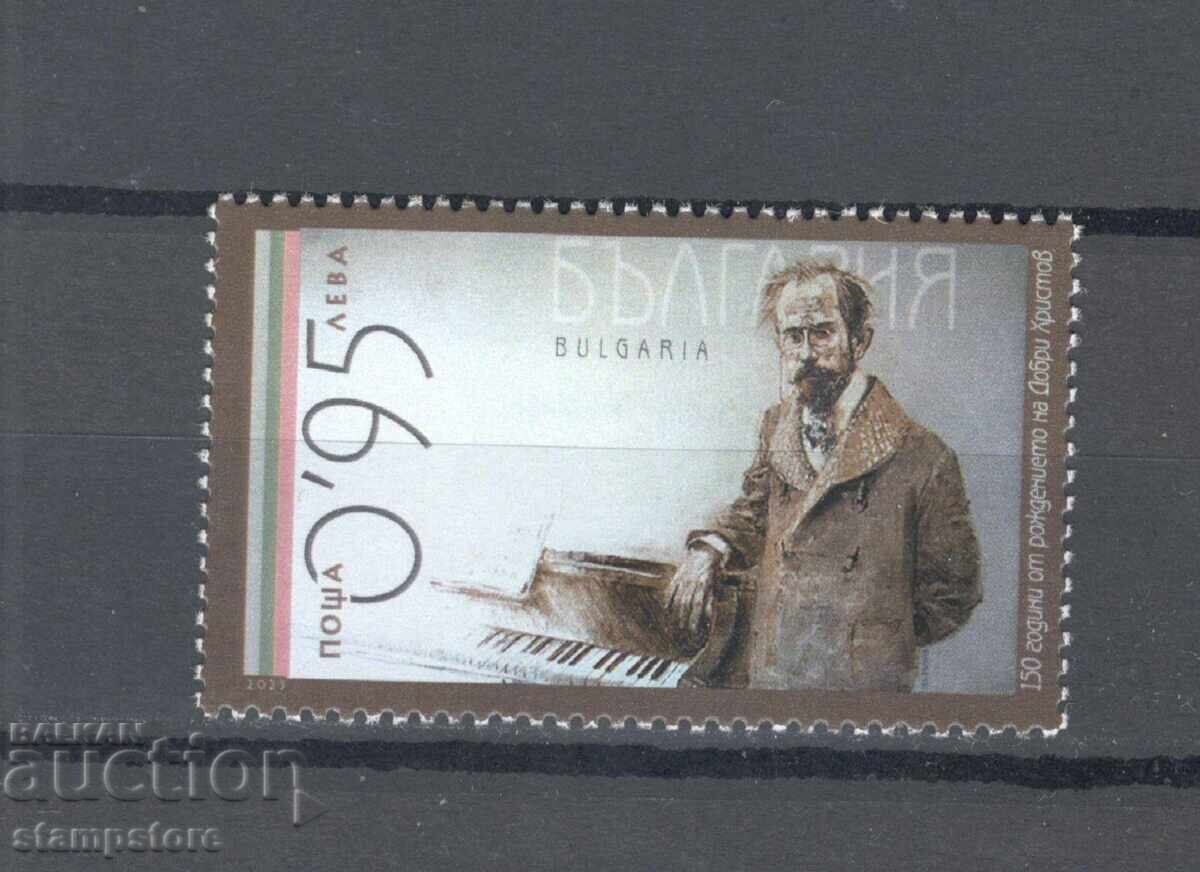 ПОЩА 0'95 ЛЕВА
БЪЛГАРИЯ
BULGARIA
150 години от рождението на Добри Христов
BALKAN
auction
stampstore